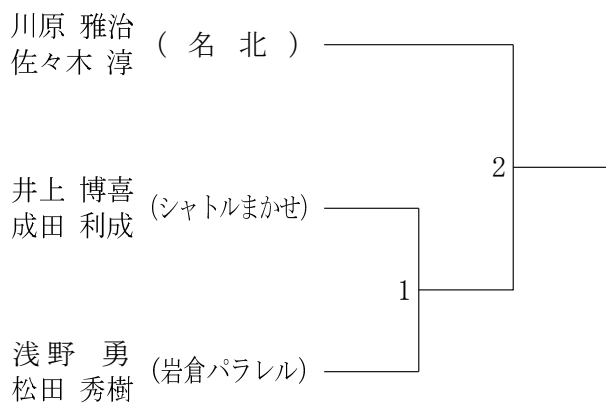 川原 雅治
佐々木 淳
( 名 北 )
2
井上 博喜
成田 利成
(シャトルまかせ)
1
浅野 勇
松田 秀樹
(岩倉パラレル)